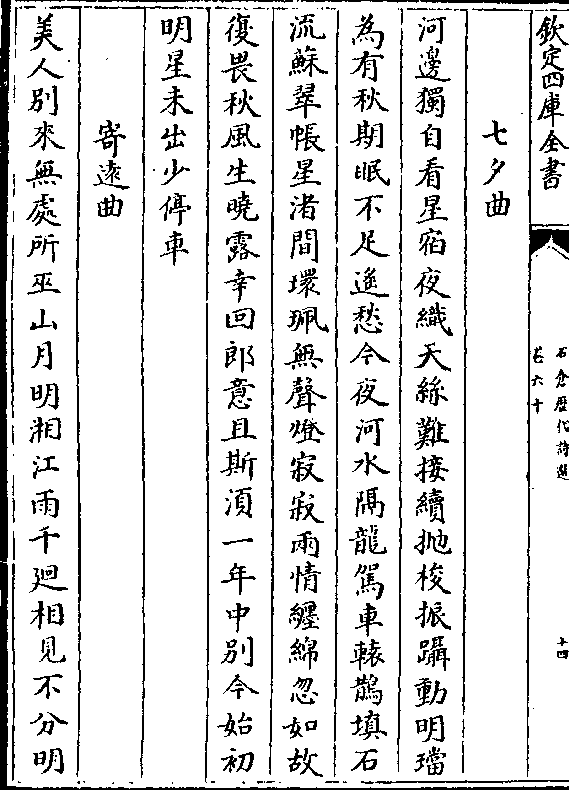 欽定四庫全書
石倉歷代詩選
卷六十
十四
七夕曲
河邊獨自看星宿夜織天絲難接續抛梭振躡動明璫
為有秋期眠不足遙愁今夜河水隔龍駕車轅鵲填石
流蘇翠帳星渚間環珮無聲燈寂寂兩情纏綿忽如故
復畏秋風生曉露幸回郎意且斯湏一年中別今始初
明星未出少停車
寄遠曲
美人別來無處所巫山月明湘江雨千廻相見不分明